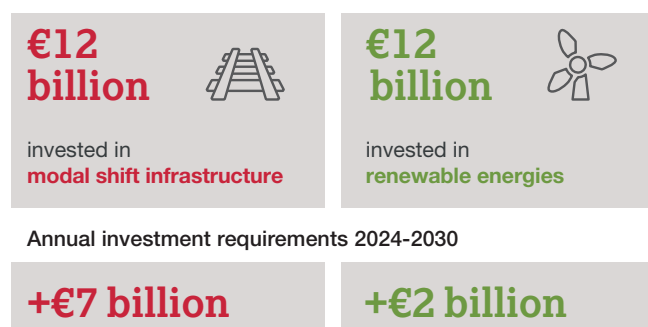 €12
billion
invested in
modal shift infrastructure
€12
billion
invested in
renewable energies
Annual investment requirements 2024-2030
+€7 billion
+€2 billion